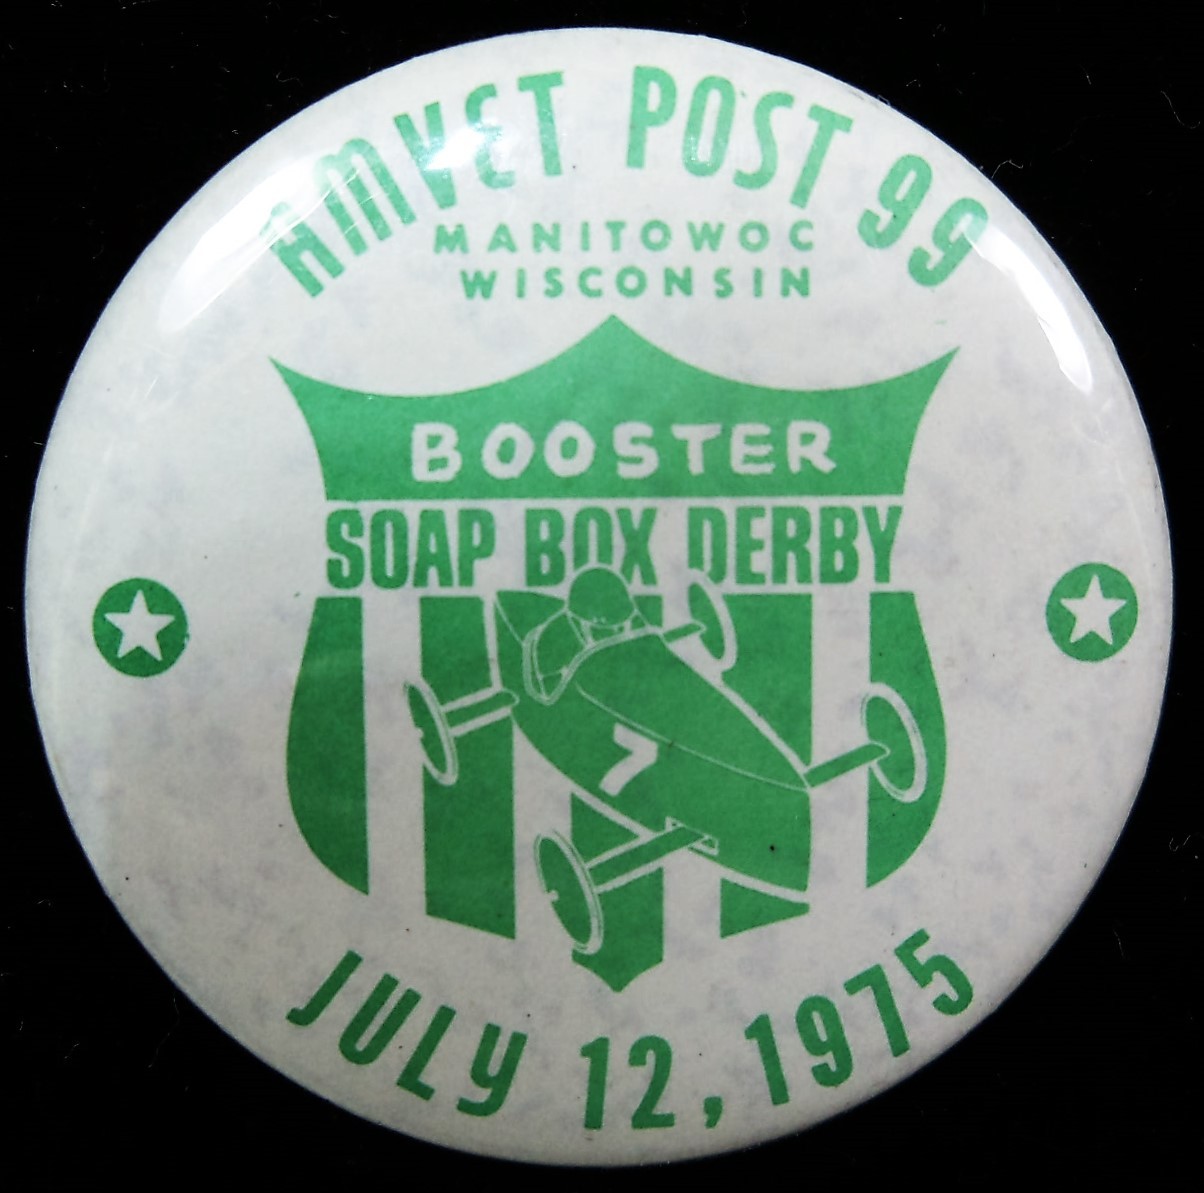 AMVET POST 99
MANITOWOC
WISCONSIN
BOOSTER
SOAP BOX DERBY
7
JULY 12, 1975